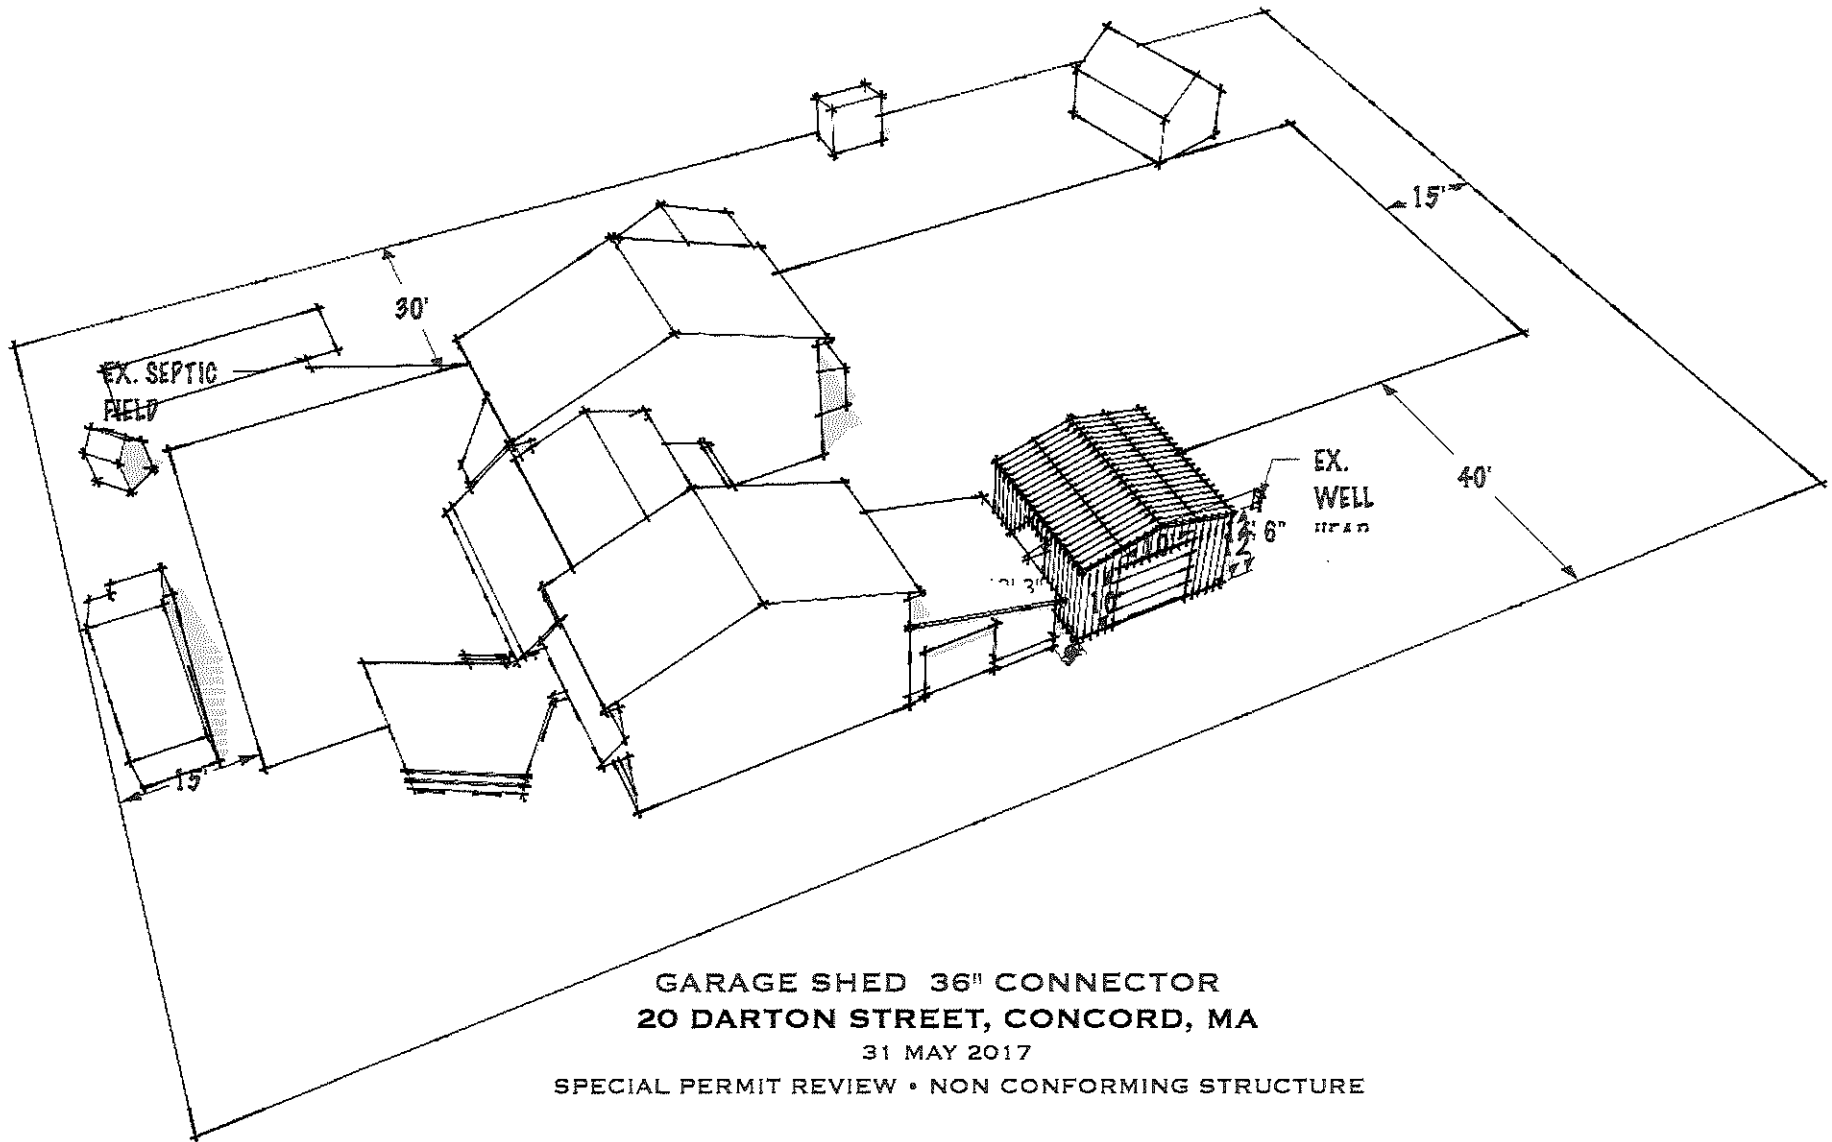 15'
30'
EX. SEPTIC
FIELD
EX.
WELL
40'
6"
3"
15'
GARAGE SHED 36" CONNECTOR
20 DARTON STREET, CONCORD, MA
31 MAY 2017
SPECIAL PERMIT REVIEW • NON CONFORMING STRUCTURE